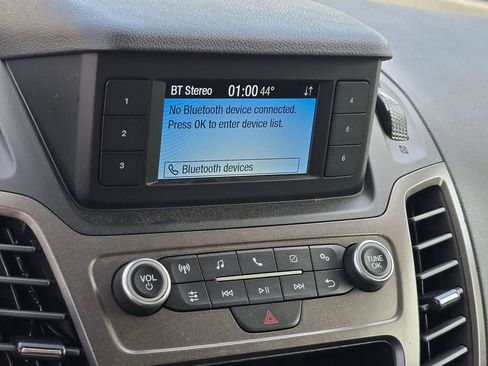 BT Stereo 01:00 44°
No Bluetooth device connected.
Press OK to enter device list.
Bluetooth devices
1
2
3
4
5
6
VOL
TUNE
OK